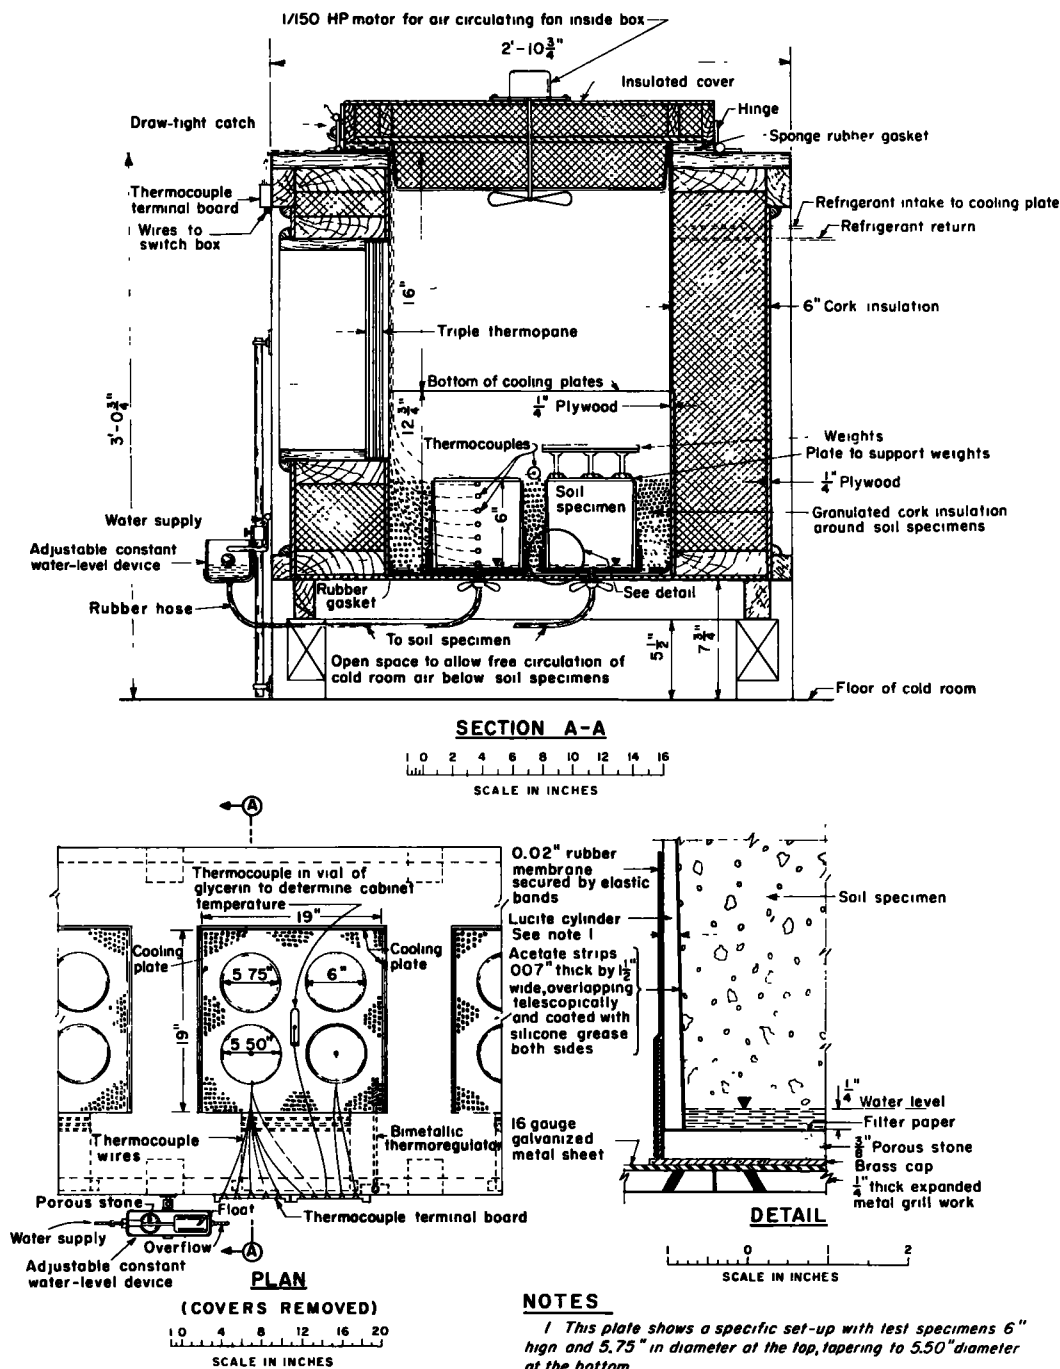 1/150 HP motor for air circulating fan inside box
2'-10 3/4"
Insulated cover
Hinge
Draw-tight catch
Sponge rubber gasket
Thermocouple
terminal board
Wires to
switch box
Refrigerant intake to cooling plate
Refrigerant return
16"
6" Cork insulation
Triple thermopane
Bottom of cooling plates
1/4" Plywood
3'-0 3/4"
12 3/4"
Thermocouples
Weights
Plate to support weights
Soil
specimen
6"
1/4" Plywood
Granulated cork insulation
around soil specimens
Water supply
Adjustable constant
water-level device
Rubber hose
Rubber
gasket
See detail
To soil specimen
Open space to allow free circulation of
cold room air below soil specimens
5 1/2"
7 3/4"
Floor of cold room
SECTION A-A
1 0 2 4 6 8 10 12 14 16
SCALE IN INCHES
A
Thermocouple in vial of
glycerin to determine cabinet
temperature
19"
Cooling
plate
Cooling
plate
5 75"
6"
19"
5 50"
Thermocouple
wires
Bimetallic
thermoregulator
Porous stone
Float
Thermocouple terminal board
Water supply
Overflow
A
Adjustable constant
water-level device
PLAN
(COVERS REMOVED)
1 0 4 8 12 16 20
SCALE IN INCHES
0.02" rubber
membrane
secured by elastic
bands
Soil specimen
Lucite cylinder
See note 1
Acetate strips
007" thick by 1 1/2"
wide, overlapping
telescopically
and coated with
silicone grease
both sides
1/4"
Water level
Filter paper
16 gauge
galvanized
metal sheet
3/8" Porous stone
Brass cap
1/4" thick expanded
metal grill work
DETAIL
0 1 2
SCALE IN INCHES
NOTES
1 This plate shows a specific set-up with test specimens 6"
high and 5.75" in diameter at the top, tapering to 5.50" diameter
at the bottom